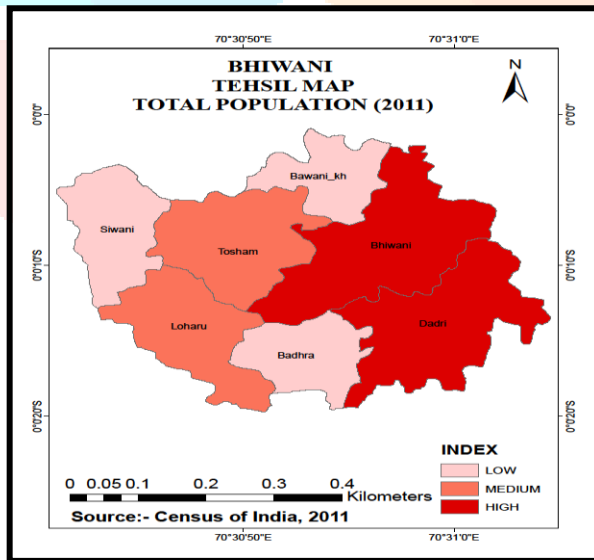 70°30'50"E
70°31'0"E
BHIWANI
TEHSIL MAP
TOTAL POPULATION (2011)
N
0°0'0"
0°0'0"
Bawani_kh
Siwani
Tosham
Bhiwani
0°0'10"S
0°0'10"S
Loharu
Dadri
Badhra
0°0'20"S
0°0'20"S
INDEX
LOW
MEDIUM
HIGH
0 0.05 0.1 0.2 0.3 0.4
Kilometers
Source:- Census of India, 2011
70°30'50"E
70°31'0"E